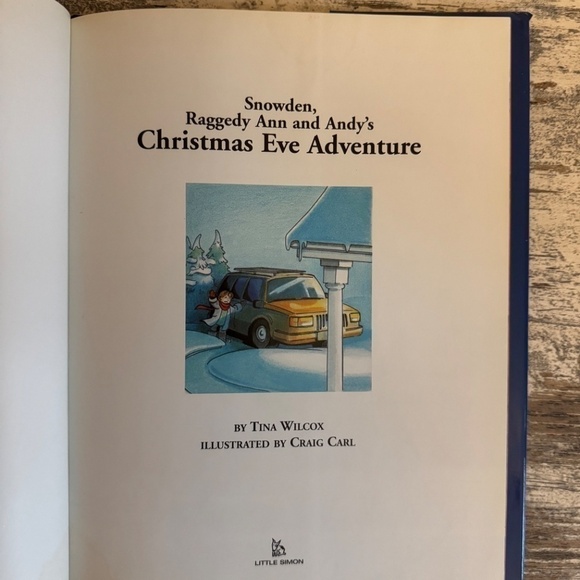 Snowden,
Raggedy Ann and Andy's
Christmas Eve Adventure
BY TINA WILCOX
ILLUSTRATED BY CRAIG CARL
LITTLE SIMON